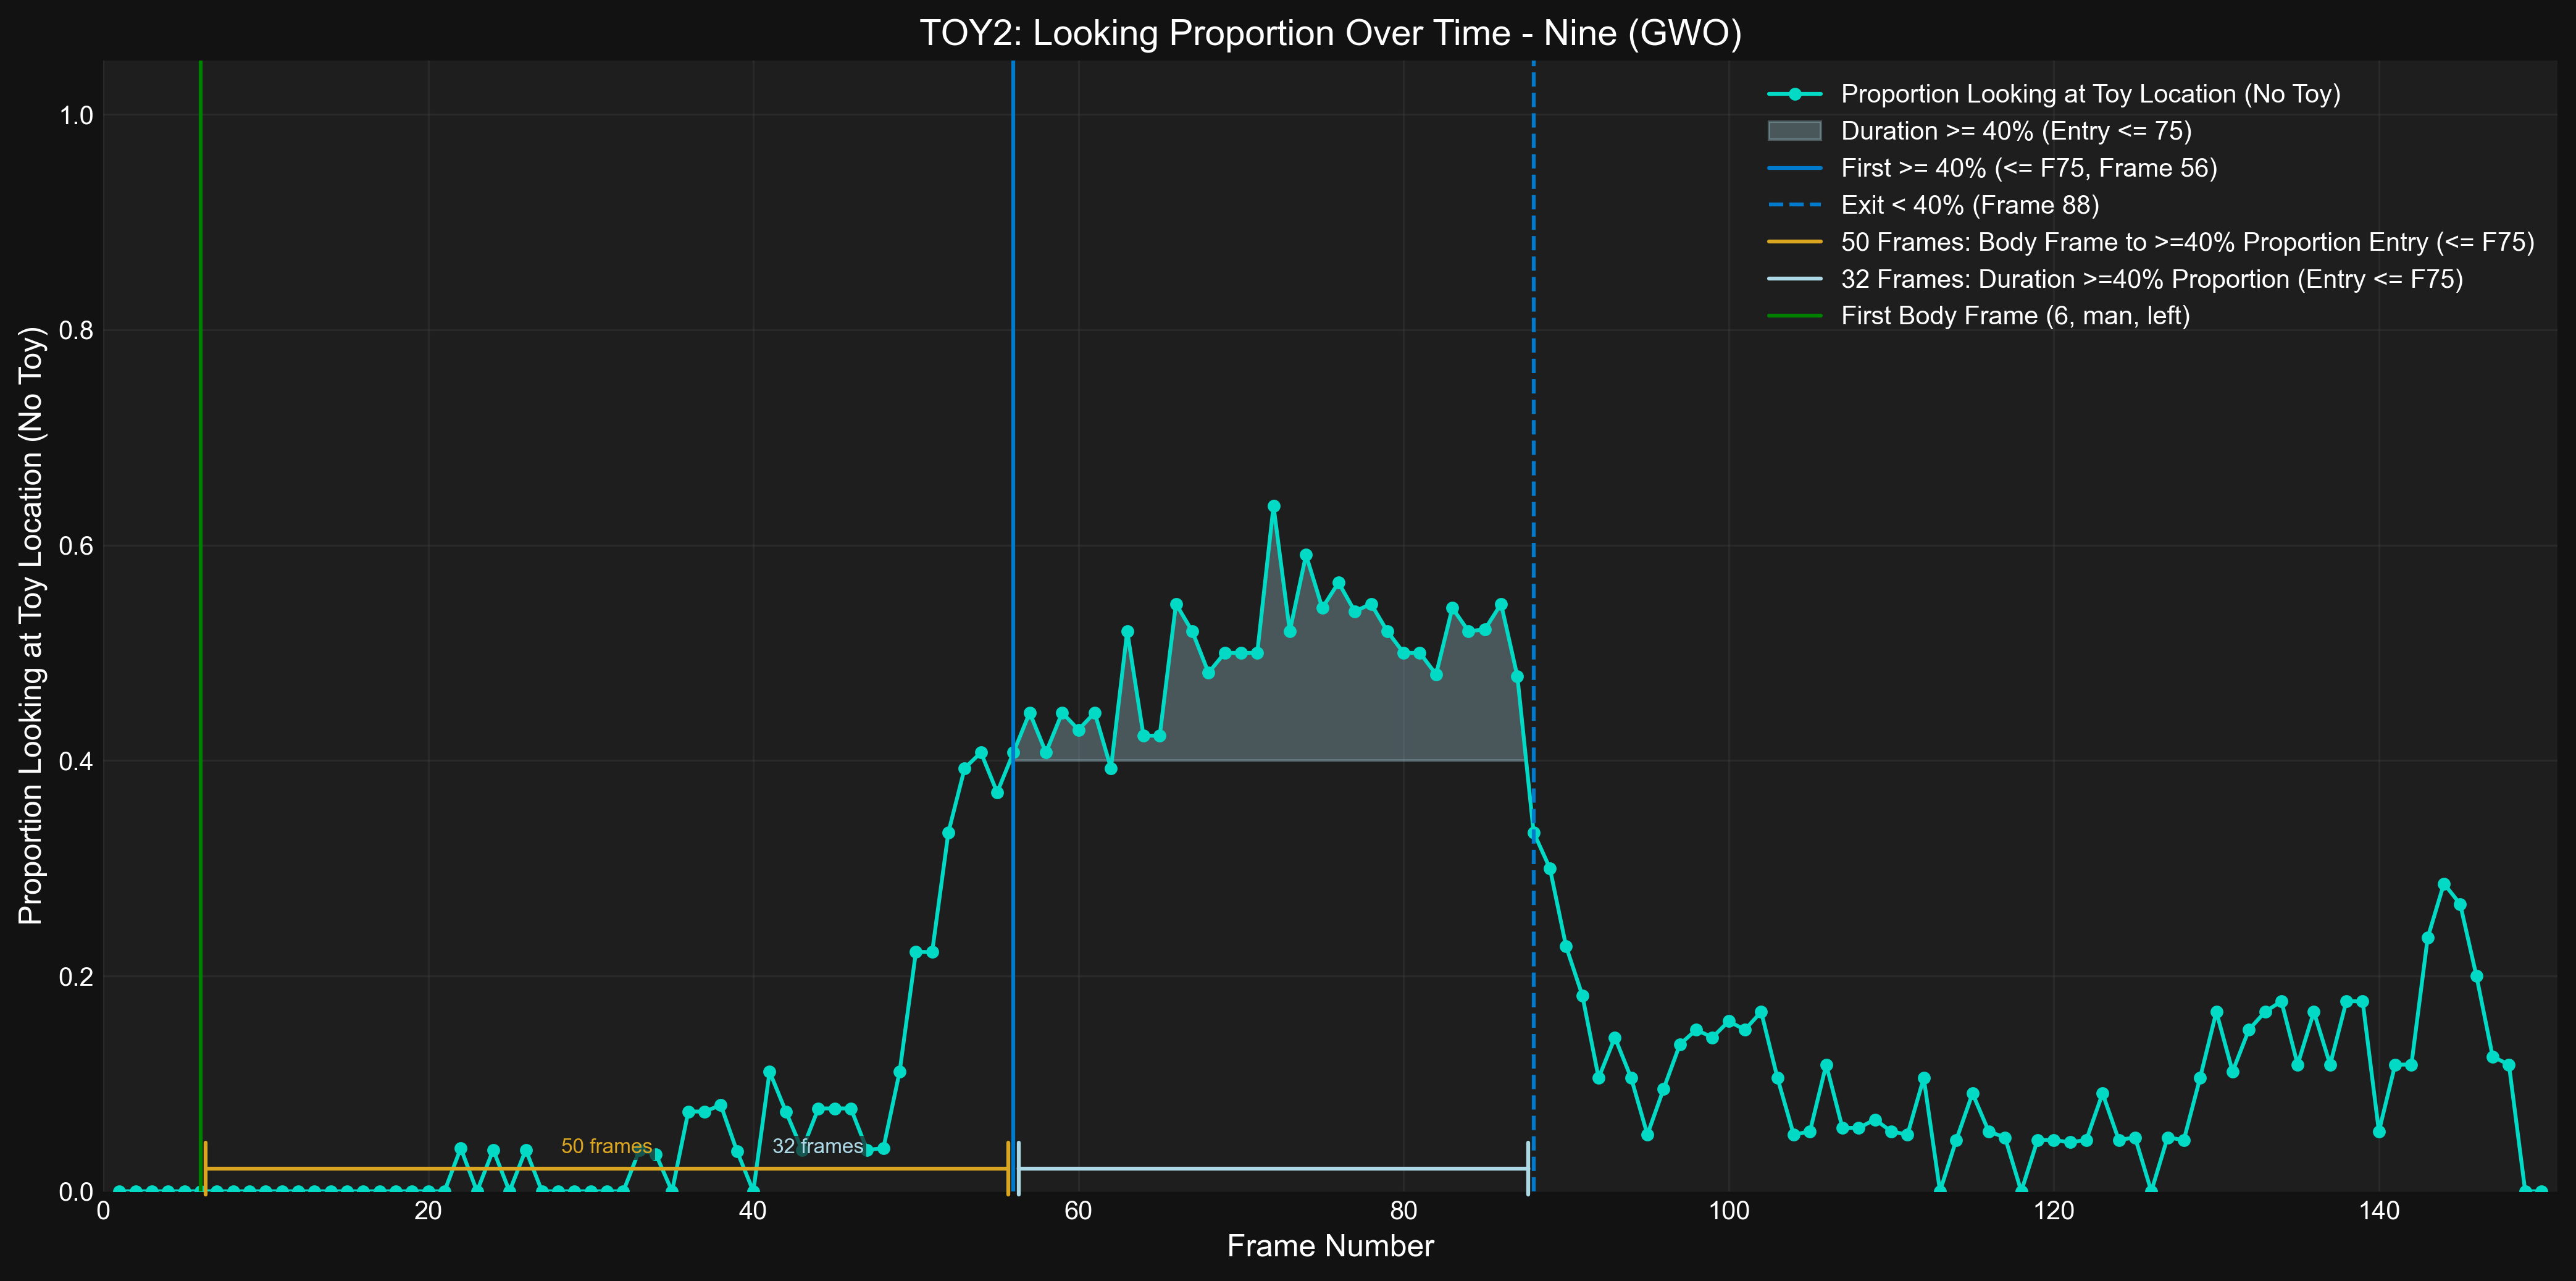 TOY2: Looking Proportion Over Time - Nine (GWO)
Proportion Looking at Toy Location (No Toy)
Duration >= 40% (Entry <= 75)
First >= 40% (<= F75, Frame 56)
Exit < 40% (Frame 88)
50 Frames: Body Frame to >=40% Proportion Entry (<= F75)
32 Frames: Duration >=40% Proportion (Entry <= F75)
First Body Frame (6, man, left)
Proportion Looking at Toy Location (No Toy)
1.0
0.8
0.6
0.4
0.2
0.0
50 frames
32 frames
0 20 40 60 80 100 120 140
Frame Number